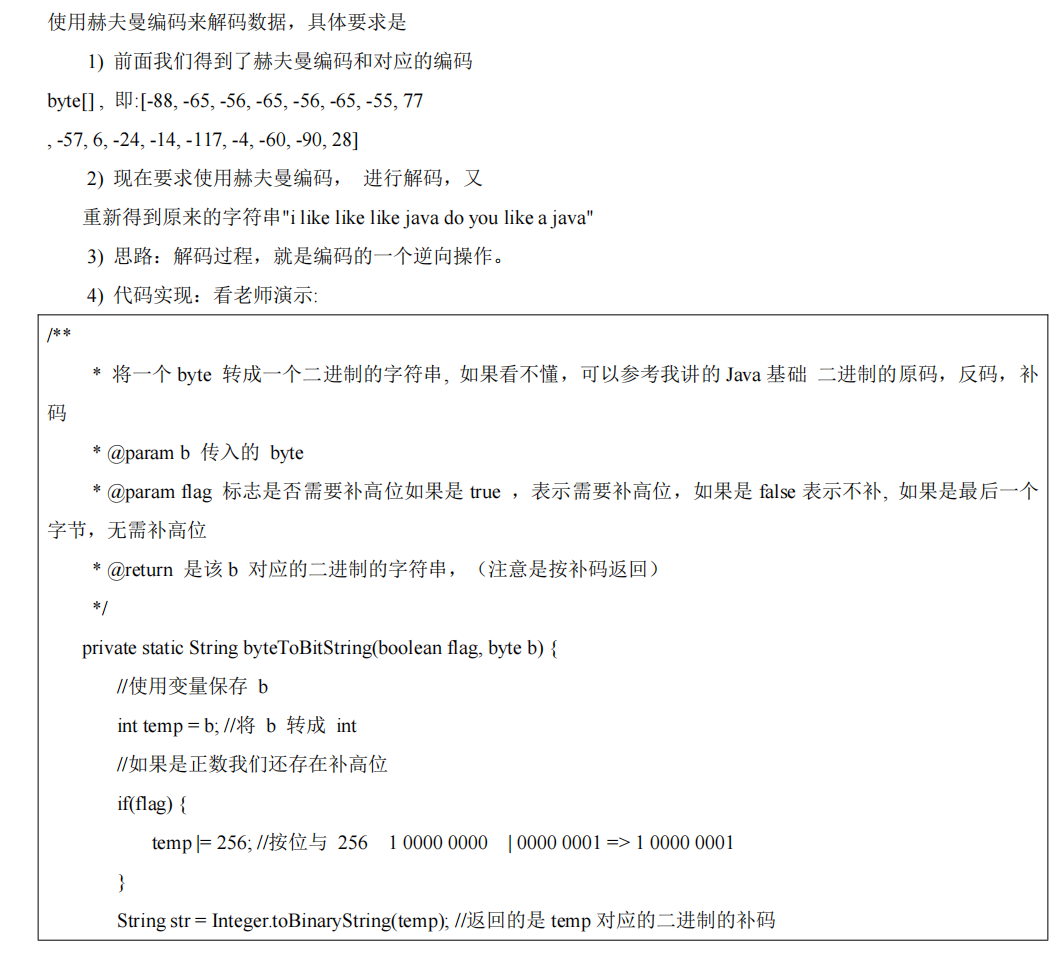 使用赫夫曼编码来解码数据，具体要求是
1) 前面我们得到了赫夫曼编码和对应的编码
byte[] , 即:[-88, -65, -56, -65, -56, -65, -55, 77
, -57, 6, -24, -14, -117, -4, -60, -90, 28]
2) 现在要求使用赫夫曼编码， 进行解码，又
重新得到原来的字符串"i like like like java do you like a java"
3) 思路：解码过程，就是编码的一个逆向操作。
4) 代码实现：看老师演示:
/**
* 将一个 byte 转成一个二进制的字符串, 如果看不懂，可以参考我讲的 Java 基础 二进制的原码，反码，补
码
* @param b 传入的 byte
* @param flag 标志是否需要补高位如果是 true ，表示需要补高位，如果是 false 表示不补, 如果是最后一个
字节，无需补高位
* @return 是该 b 对应的二进制的字符串，（注意是按补码返回）
*/
private static String byteToBitString(boolean flag, byte b) {
//使用变量保存 b
int temp = b; //将 b 转成 int
//如果是正数我们还存在补高位
if(flag) {
temp |= 256; //按位与 256 1 0000 0000 | 0000 0001 => 1 0000 0001
}
String str = Integer.toBinaryString(temp); //返回的是 temp 对应的二进制的补码